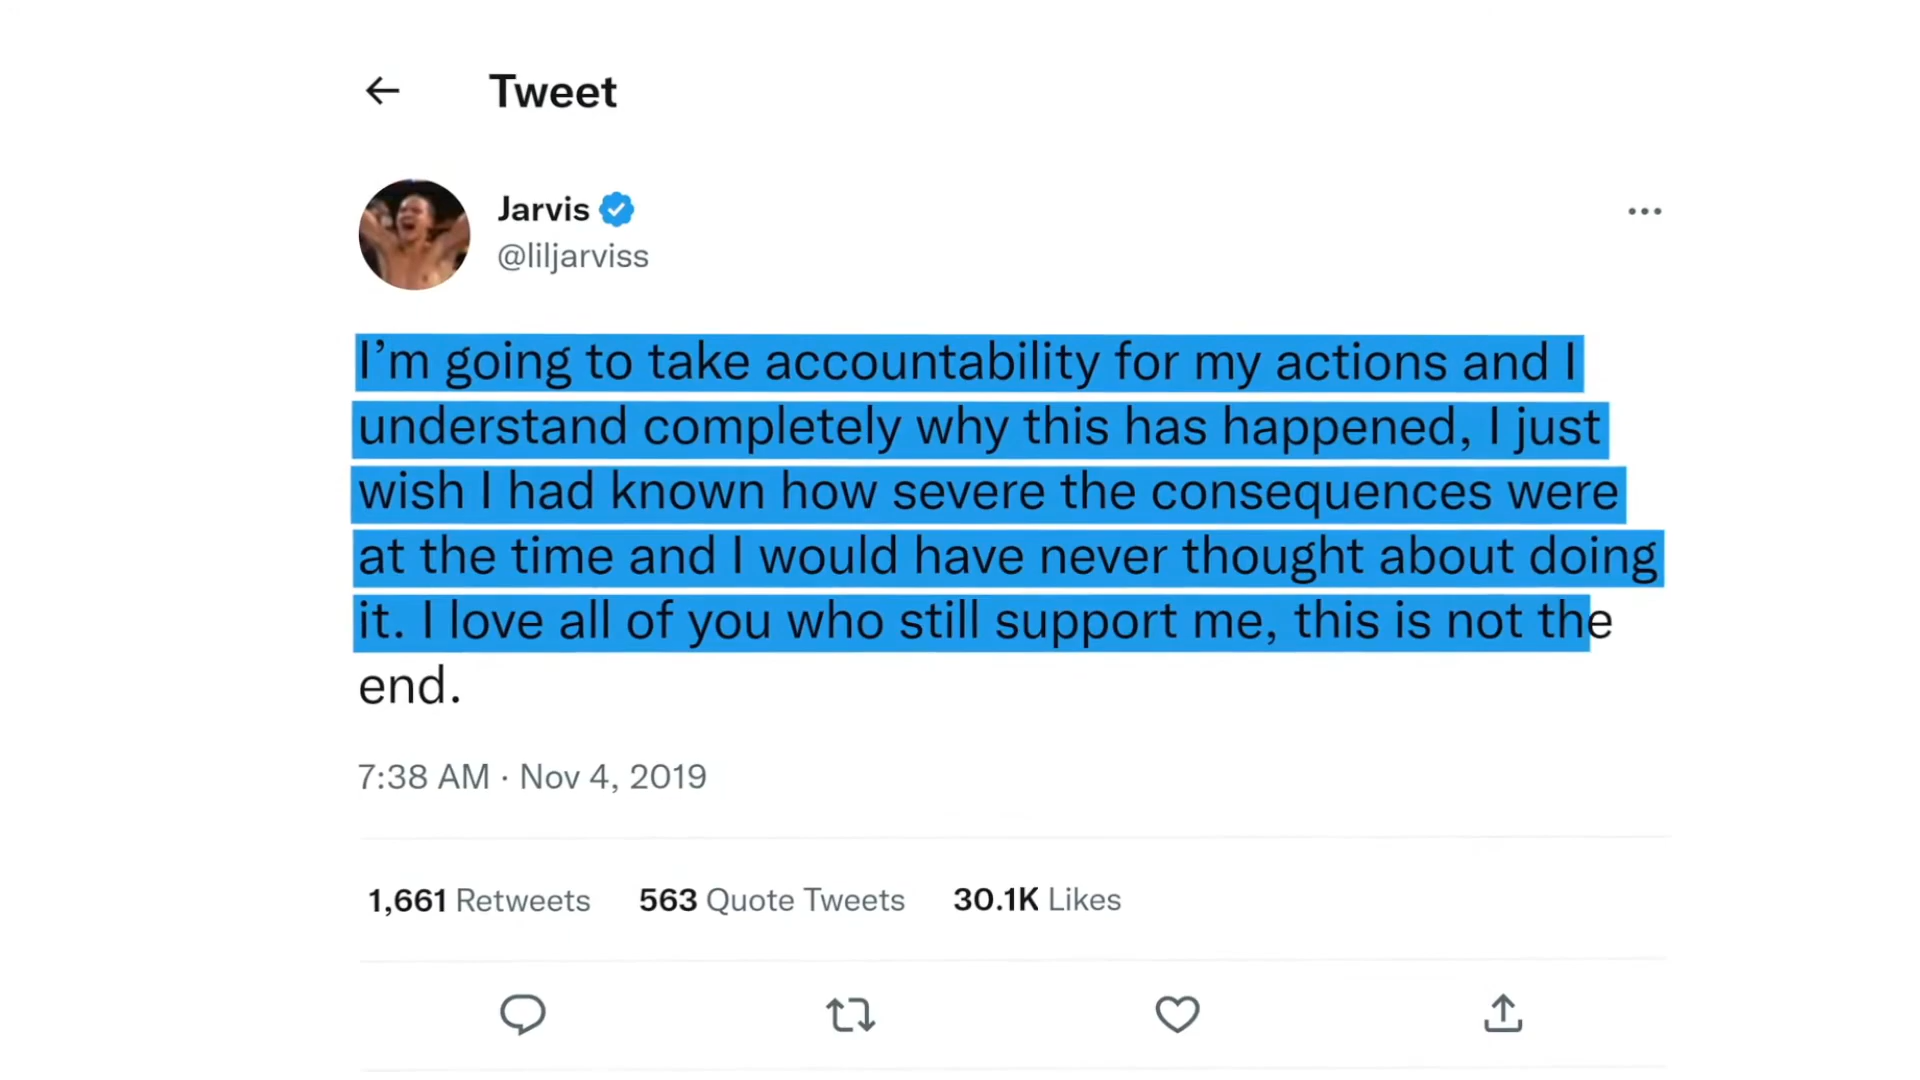 Tweet
Jarvis
@liljarviss
I’m going to take accountability for my actions and I
understand completely why this has happened, I just
wish I had known how severe the consequences were
at the time and I would have never thought about doing
it. I love all of you who still support me, this is not the
end.
7:38 AM · Nov 4, 2019
1,661 Retweets 563 Quote Tweets 30.1K Likes